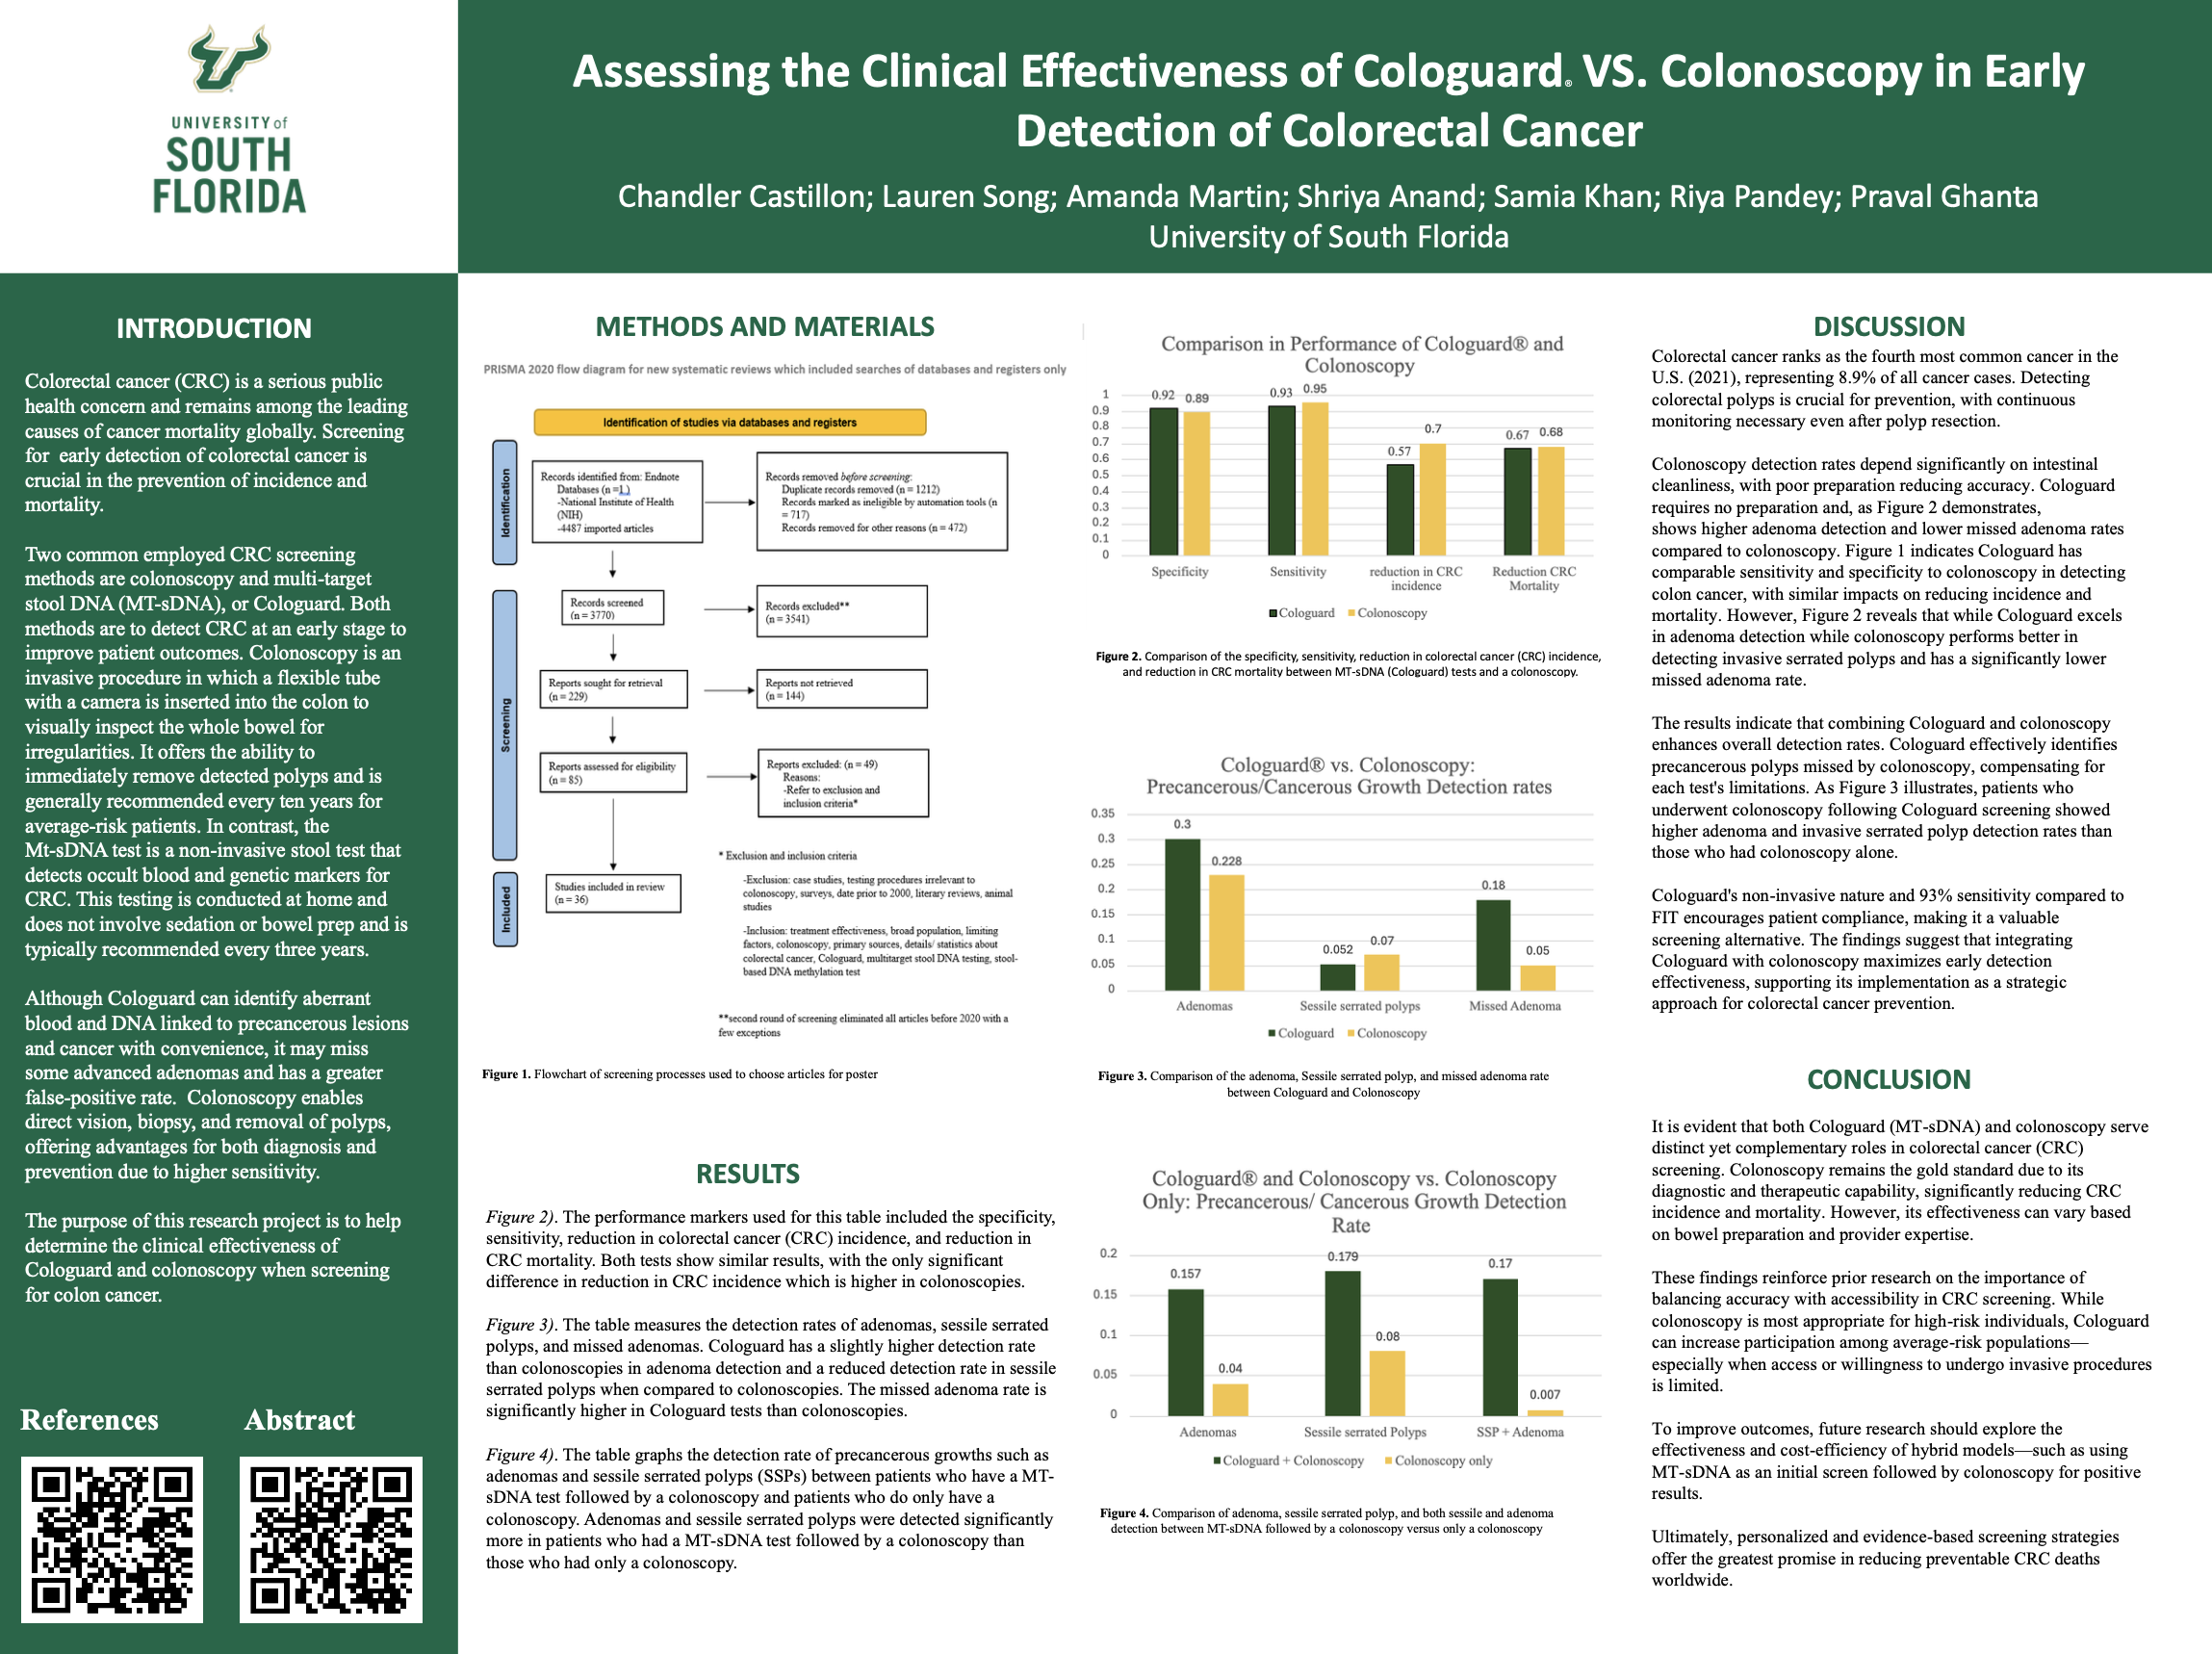 UNIVERSITY of
SOUTH
FLORIDA
Assessing the Clinical Effectiveness of Cologuard® VS. Colonoscopy in Early
Detection of Colorectal Cancer
Chandler Castillon; Lauren Song; Amanda Martin; Shriya Anand; Samia Khan; Riya Pandey; Praval Ghanta
University of South Florida
INTRODUCTION
Colorectal cancer (CRC) is a serious public
health concern and remains among the leading
causes of cancer mortality globally. Screening
for  early detection of colorectal cancer is
crucial in the prevention of incidence and
mortality.
Two common employed CRC screening
methods are colonoscopy and multi-target
stool DNA (MT-sDNA), or Cologuard. Both
methods are to detect CRC at an early stage to
improve patient outcomes. Colonoscopy is an
invasive procedure in which a flexible tube
with a camera is inserted into the colon to
visually inspect the whole bowel for
irregularities. It offers the ability to
immediately remove detected polyps and is
generally recommended every ten years for
average-risk patients. In contrast, the
Mt-sDNA test is a non-invasive stool test that
detects occult blood and genetic markers for
CRC. This testing is conducted at home and
does not involve sedation or bowel prep and is
typically recommended every three years.
Although Cologuard can identify aberrant
blood and DNA linked to precancerous lesions
and cancer with convenience, it may miss
some advanced adenomas and has a greater
false-positive rate.  Colonoscopy enables
direct vision, biopsy, and removal of polyps,
offering advantages for both diagnosis and
prevention due to higher sensitivity.
The purpose of this research project is to help
determine the clinical effectiveness of
Cologuard and colonoscopy when screening
for colon cancer.
References
Abstract
METHODS AND MATERIALS
PRISMA 2020 flow diagram for new systematic reviews which included searches of databases and registers only
Identification of studies via databases and registers
Identification
Records identified from: Endnote
Databases (n =1 )
-National Institute of Health
(NIH)
-4487 imported articles
Records removed before screening:
Duplicate records removed (n = 1212)
Records marked as ineligible by automation tools (n
= 717)
Records removed for other reasons (n = 472)
Screening
Records screened
(n = 3770)
Records excluded**
(n = 3541)
Reports sought for retrieval
(n = 229)
Reports not retrieved
(n = 144)
Reports assessed for eligibility
(n = 85)
Reports excluded: (n = 49)
Reasons:
-Refer to exclusion and
inclusion criteria*
Included
Studies included in review
(n = 36)
* Exclusion and inclusion criteria
-Exclusion: case studies, testing procedures irrelevant to
colonoscopy, surveys, date prior to 2000, literary reviews, animal
studies
-Inclusion: treatment effectiveness, broad population, limiting
factors, colonoscopy, primary sources, details/ statistics about
colorectal cancer, Cologuard, multitarget stool DNA testing, stool-
based DNA methylation test
**second round of screening eliminated all articles before 2020 with a
few exceptions
Figure 1. Flowchart of screening processes used to choose articles for poster
RESULTS
Figure 2). The performance markers used for this table included the specificity,
sensitivity, reduction in colorectal cancer (CRC) incidence, and reduction in
CRC mortality. Both tests show similar results, with the only significant
difference in reduction in CRC incidence which is higher in colonoscopies.
Figure 3). The table measures the detection rates of adenomas, sessile serrated
polyps, and missed adenomas. Cologuard has a slightly higher detection rate
than colonoscopies in adenoma detection and a reduced detection rate in sessile
serrated polyps when compared to colonoscopies. The missed adenoma rate is
significantly higher in Cologuard tests than colonoscopies.
Figure 4). The table graphs the detection rate of precancerous growths such as
adenomas and sessile serrated polyps (SSPs) between patients who have a MT-
sDNA test followed by a colonoscopy and patients who do only have a
colonoscopy. Adenomas and sessile serrated polyps were detected significantly
more in patients who had a MT-sDNA test followed by a colonoscopy than
those who had only a colonoscopy.
Comparison in Performance of Cologuard® and
Colonoscopy
1
0.9
0.8
0.7
0.6
0.5
0.4
0.3
0.2
0.1
0
0.92 0.89
0.93 0.95
0.57 0.7
0.67 0.68
Specificity
Sensitivity
reduction in CRC
incidence
Reduction CRC
Mortality
Cologuard Colonoscopy
Figure 2. Comparison of the specificity, sensitivity, reduction in colorectal cancer (CRC) incidence,
and reduction in CRC mortality between MT-sDNA (Cologuard) tests and a colonoscopy.
Cologuard® vs. Colonoscopy:
Precancerous/Cancerous Growth Detection rates
0.35
0.3
0.25
0.2
0.15
0.1
0.05
0
0.3 0.228
0.052 0.07
0.18 0.05
Adenomas
Sessile serrated polyps
Missed Adenoma
Cologuard Colonoscopy
Figure 3. Comparison of the adenoma, Sessile serrated polyp, and missed adenoma rate
between Cologuard and Colonoscopy
Cologuard® and Colonoscopy vs. Colonoscopy
Only: Precancerous/ Cancerous Growth Detection
Rate
0.2
0.15
0.1
0.05
0
0.157 0.04
0.179 0.08
0.17 0.007
Adenomas
Sessile serrated Polyps
SSP + Adenoma
Cologuard + Colonoscopy Colonoscopy only
Figure 4. Comparison of adenoma, sessile serrated polyp, and both sessile and adenoma
detection between MT-sDNA followed by a colonoscopy versus only a colonoscopy
DISCUSSION
Colorectal cancer ranks as the fourth most common cancer in the
U.S. (2021), representing 8.9% of all cancer cases. Detecting
colorectal polyps is crucial for prevention, with continuous
monitoring necessary even after polyp resection.
Colonoscopy detection rates depend significantly on intestinal
cleanliness, with poor preparation reducing accuracy. Cologuard
requires no preparation and, as Figure 2 demonstrates,
shows higher adenoma detection and lower missed adenoma rates
compared to colonoscopy. Figure 1 indicates Cologuard has
comparable sensitivity and specificity to colonoscopy in detecting
colon cancer, with similar impacts on reducing incidence and
mortality. However, Figure 2 reveals that while Cologuard excels
in adenoma detection while colonoscopy performs better in
detecting invasive serrated polyps and has a significantly lower
missed adenoma rate.
The results indicate that combining Cologuard and colonoscopy
enhances overall detection rates. Cologuard effectively identifies
precancerous polyps missed by colonoscopy, compensating for
each test's limitations. As Figure 3 illustrates, patients who
underwent colonoscopy following Cologuard screening showed
higher adenoma and invasive serrated polyp detection rates than
those who had colonoscopy alone.
Cologuard's non-invasive nature and 93% sensitivity compared to
FIT encourages patient compliance, making it a valuable
screening alternative. The findings suggest that integrating
Cologuard with colonoscopy maximizes early detection
effectiveness, supporting its implementation as a strategic
approach for colorectal cancer prevention.
CONCLUSION
It is evident that both Cologuard (MT-sDNA) and colonoscopy serve
distinct yet complementary roles in colorectal cancer (CRC)
screening. Colonoscopy remains the gold standard due to its
diagnostic and therapeutic capability, significantly reducing CRC
incidence and mortality. However, its effectiveness can vary based
on bowel preparation and provider expertise.
These findings reinforce prior research on the importance of
balancing accuracy with accessibility in CRC screening. While
colonoscopy is most appropriate for high-risk individuals, Cologuard
can increase participation among average-risk populations—
especially when access or willingness to undergo invasive procedures
is limited.
To improve outcomes, future research should explore the
effectiveness and cost-efficiency of hybrid models—such as using
MT-sDNA as an initial screen followed by colonoscopy for positive
results.
Ultimately, personalized and evidence-based screening strategies
offer the greatest promise in reducing preventable CRC deaths
worldwide.